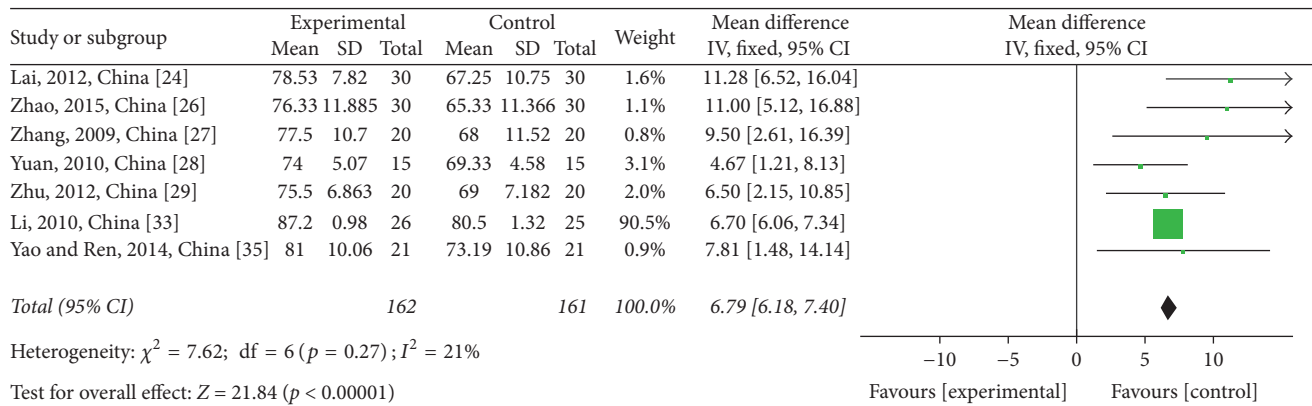 Study or subgroup Experimental Control Weight Mean difference Mean difference
Mean SD Total Mean SD Total IV, fixed, 95% CI IV, fixed, 95% CI
Lai, 2012, China [24] 78.53 7.82 30 67.25 10.75 30 1.6% 11.28 [6.52, 16.04]
Zhao, 2015, China [26] 76.33 11.885 30 65.33 11.366 30 1.1% 11.00 [5.12, 16.88]
Zhang, 2009, China [27] 77.5 10.7 20 68 11.52 20 0.8% 9.50 [2.61, 16.39]
Yuan, 2010, China [28] 74 5.07 15 69.33 4.58 15 3.1% 4.67 [1.21, 8.13]
Zhu, 2012, China [29] 75.5 6.863 20 69 7.182 20 2.0% 6.50 [2.15, 10.85]
Li, 2010, China [33] 87.2 0.98 26 80.5 1.32 25 90.5% 6.70 [6.06, 7.34]
Yao and Ren, 2014, China [35] 81 10.06 21 73.19 10.86 21 0.9% 7.81 [1.48, 14.14]
Total (95% CI) 162 161 100.0% 6.79 [6.18, 7.40]
Heterogeneity: χ² = 7.62; df = 6 (p = 0.27); I² = 21%
Test for overall effect: Z = 21.84 (p < 0.00001)
−10 −5 0 5 10
Favours [experimental] Favours [control]